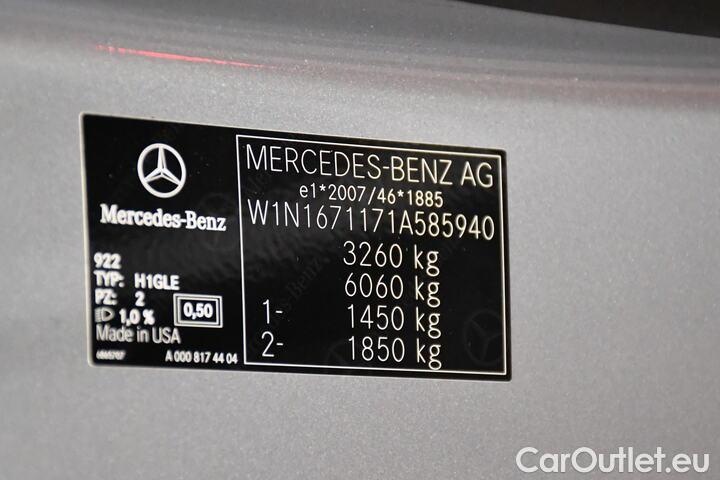 Mercedes-Benz
922
TYP: H1GLE
PZ: 2
1,0 %
0,50
Made in USA
A 000 817 44 04
MERCEDES-BENZ AG
e1*2007/46*1885
W1N1671171A585940
3260 kg
6060 kg
1- 1450 kg
2- 1850 kg
CarOutlet.eu